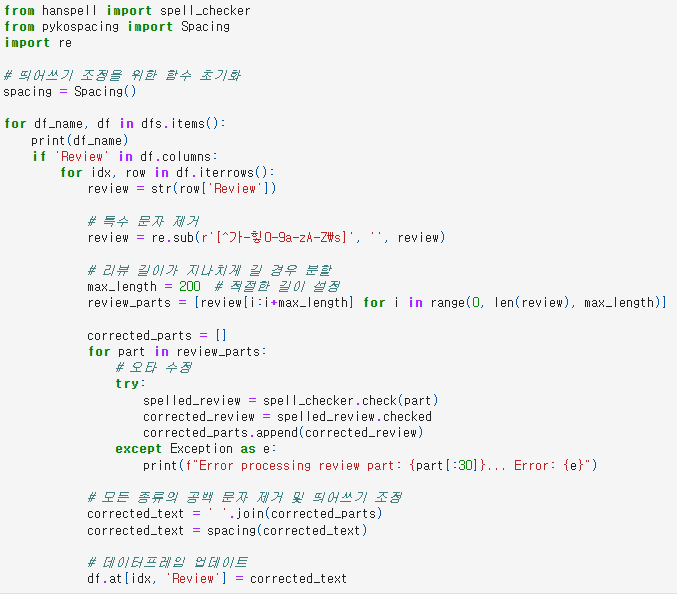 from hanspell import spell_checker
from pykospacing import Spacing
import re

# 띄어쓰기 조정을 위한 함수 초기화
spacing = Spacing()

for df_name, df in dfs.items():
    print(df_name)
    if 'Review' in df.columns:
        for idx, row in df.iterrows():
            review = str(row['Review'])

            # 특수 문자 제거
            review = re.sub(r'[^가-힣0-9a-zA-Z₩s]', '', review)

            # 리뷰 길이가 지나치게 길 경우 분할
            max_length = 200  # 적절한 길이 설정
            review_parts = [review[i:i+max_length] for i in range(0, len(review), max_length)]

            corrected_parts = []
            for part in review_parts:
                # 오타 수정
                try:
                    spelled_review = spell_checker.check(part)
                    corrected_review = spelled_review.checked
                    corrected_parts.append(corrected_review)
                except Exception as e:
                    print(f"Error processing review part: {part[:30]}... Error: {e}")

            # 모든 종류의 공백 문자 제거 및 띄어쓰기 조정
            corrected_text = ' '.join(corrected_parts)
            corrected_text = spacing(corrected_text)

            # 데이터프레임 업데이트
            df.at[idx, 'Review'] = corrected_text